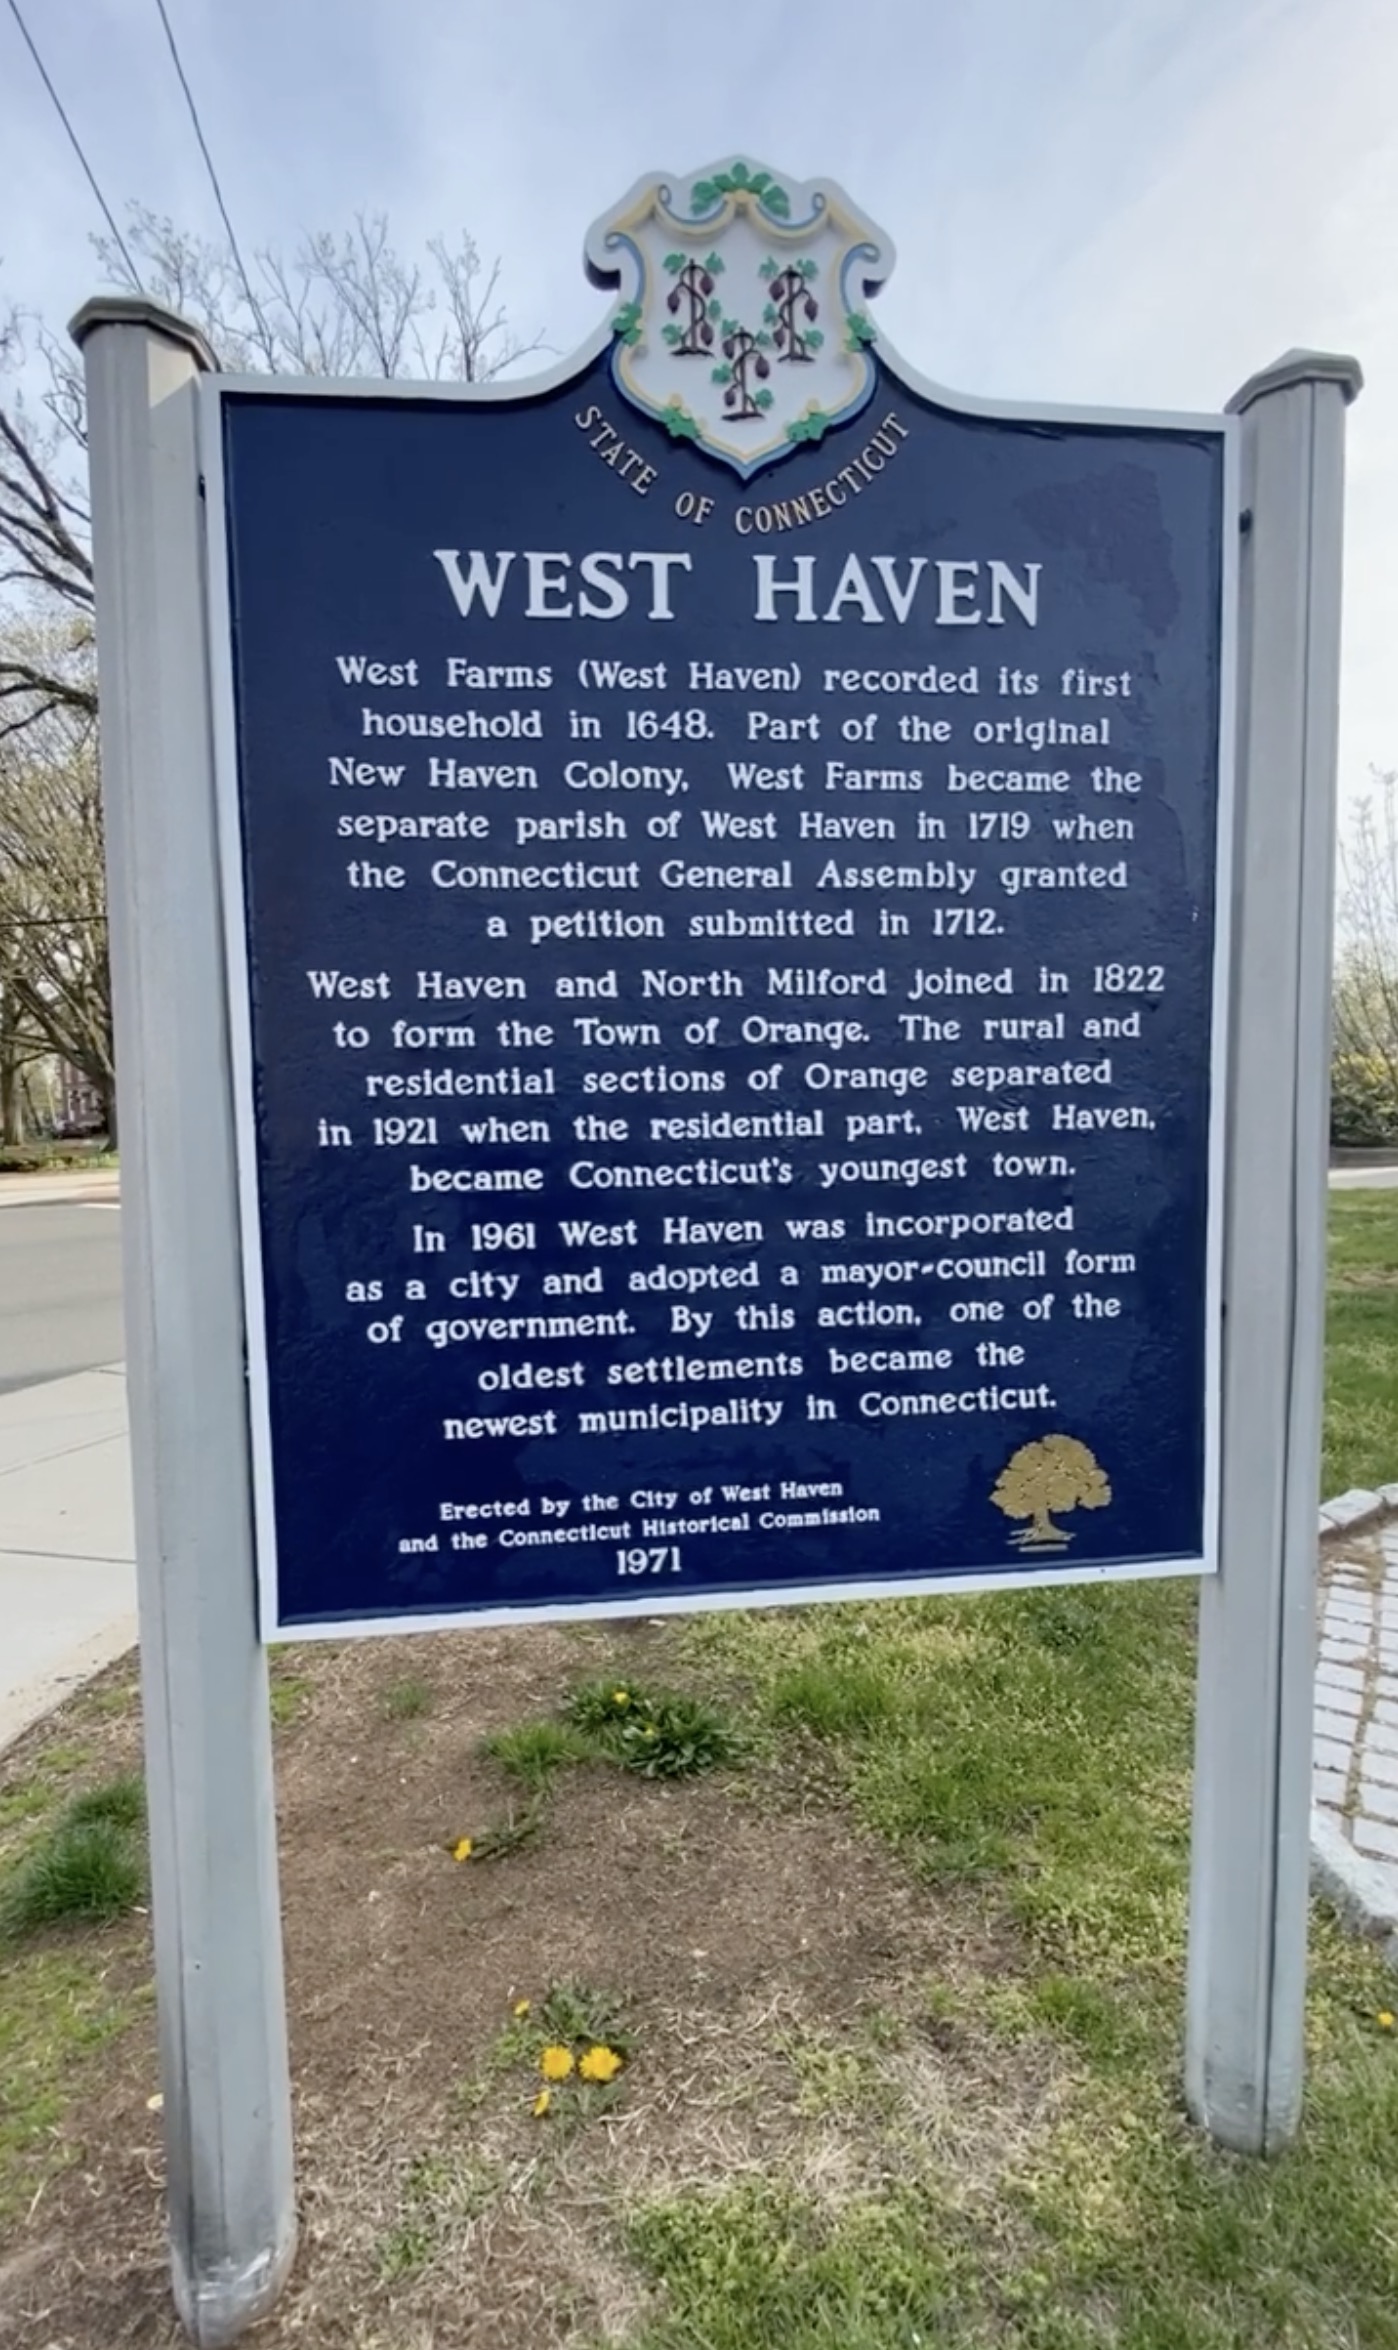 STATE OF CONNECTICUT
WEST HAVEN
West Farms (West Haven) recorded its first
household in 1648. Part of the original
New Haven Colony, West Farms became the
separate parish of West Haven in 1719 when
the Connecticut General Assembly granted
a petition submitted in 1712.
West Haven and North Milford joined in 1822
to form the Town of Orange. The rural and
residential sections of Orange separated
in 1921 when the residential part, West Haven,
became Connecticut's youngest town.
In 1961 West Haven was incorporated
as a city and adopted a mayor-council form
of government. By this action, one of the
oldest settlements became the
newest municipality in Connecticut.
Erected by the City of West Haven
and the Connecticut Historical Commission
1971